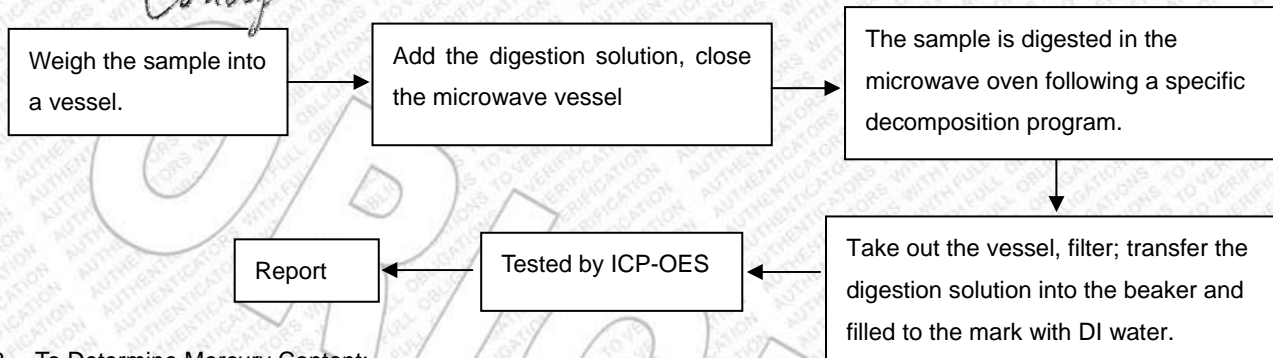 Weigh the sample into
a vessel.
Add the digestion solution, close
the microwave vessel
The sample is digested in the
microwave oven following a specific
decomposition program.
Take out the vessel, filter; transfer the
digestion solution into the beaker and
filled to the mark with DI water.
Tested by ICP-OES
Report
To Determine Mercury Content: